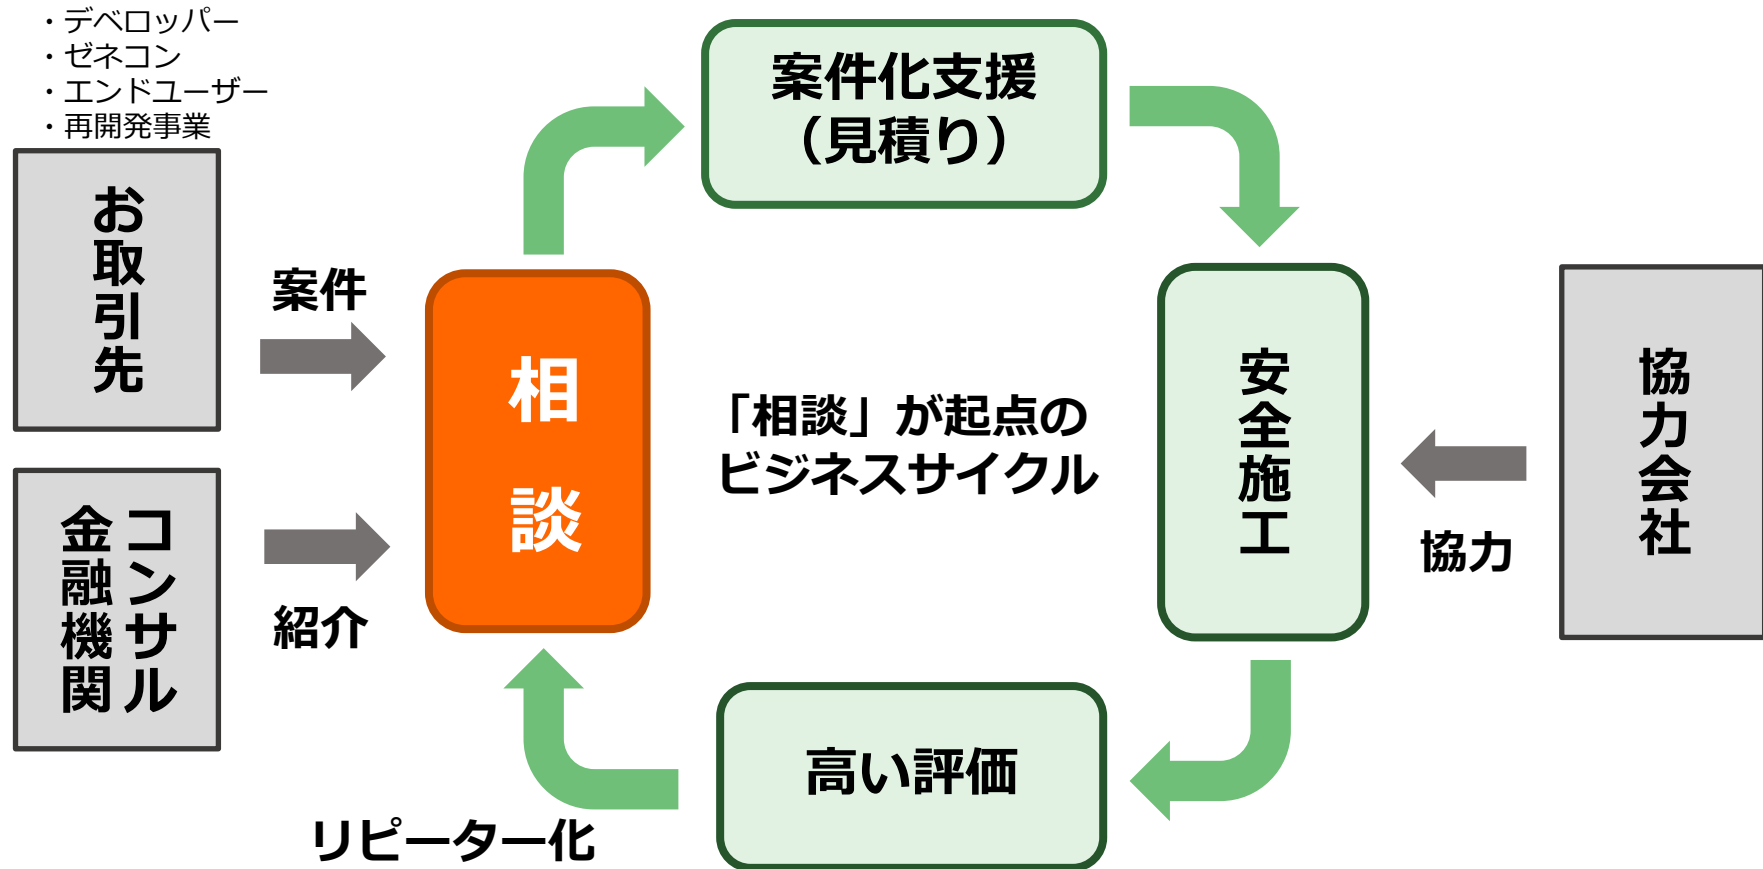 ・デベロッパー
・ゼネコン
・エンドユーザー
・再開発事業
お取引先
案件
コンサル
金融機関
紹介
相談
案件化支援
（見積り）
「相談」が起点の
ビジネスサイクル
安全施工
協力会社
協力
高い評価
リピーター化